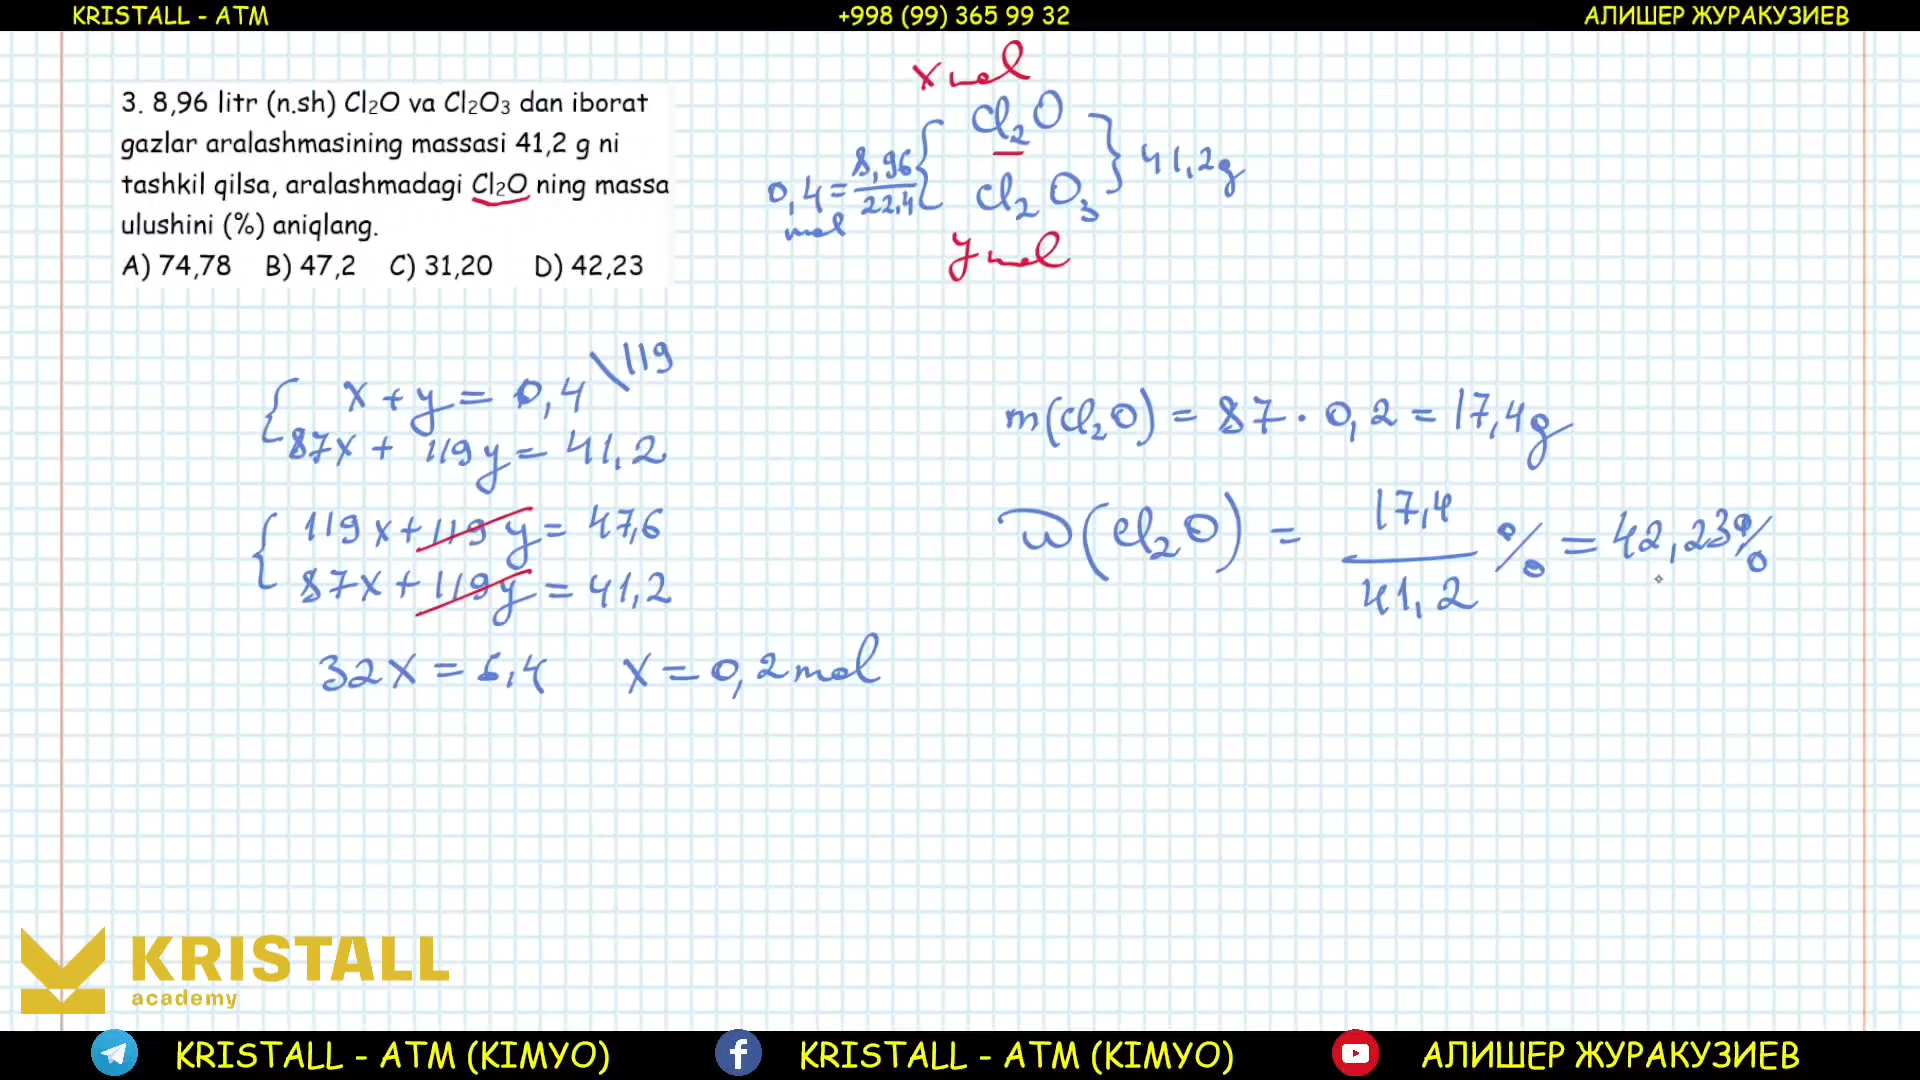 KRISTALL - ATM
+998 (99) 365 99 32
АЛИШЕР ЖУРАКУЗИЕВ
3. 8,96 litr (n.sh) Cl₂O va Cl₂O₃ dan iborat
gazlar aralashmasining massasi 41,2 g ni
tashkil qilsa, aralashmadagi Cl₂O ning massa
ulushini (%) aniqlang.
A) 74,78 B) 47,2 C) 31,20 D) 42,23
x mol
Cl₂O
0,4 mol = 8,96/22,4 { } 41,2g
Cl₂O₃
y mol
x + y = 0,4 \119
87x + 119y = 41,2
119x + 119y = 47,6
87x + 119y = 41,2
32x = 6,4 x = 0,2 mol
m(Cl₂O) = 87 · 0,2 = 17,4g
w(Cl₂O) = 17,4/41,2 % = 42,23%
KRISTALL
academy
KRISTALL - ATM (KIMYO)
KRISTALL - ATM (KIMYO)
АЛИШЕР ЖУРАКУЗИЕВ